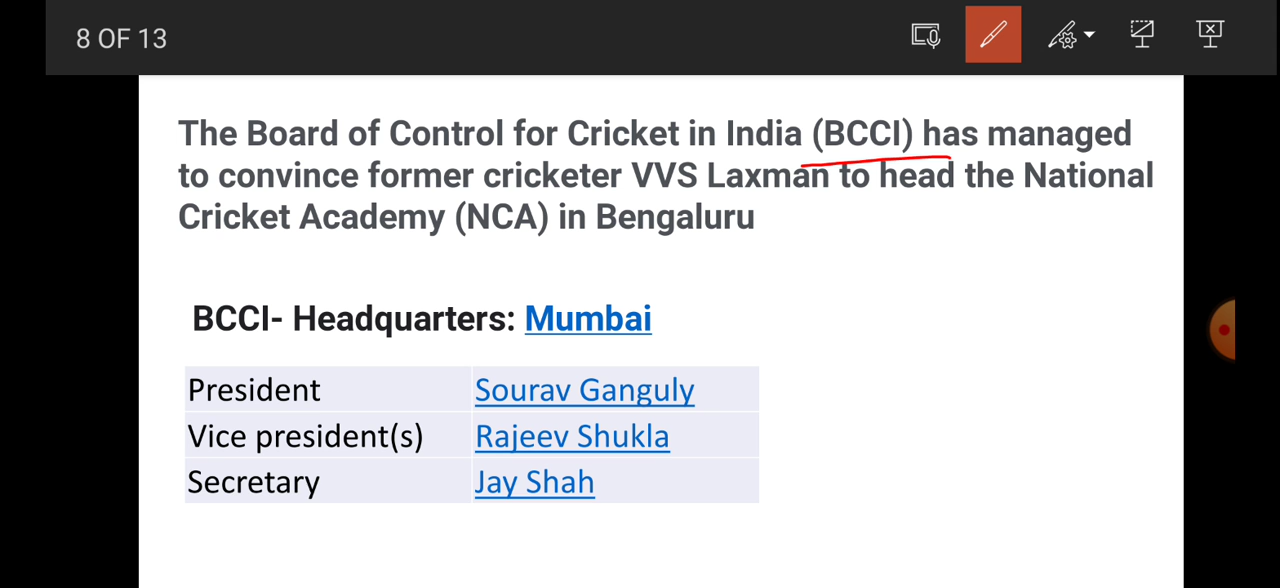 8 OF 13
The Board of Control for Cricket in India (BCCI) has managed
to convince former cricketer VVS Laxman to head the National
Cricket Academy (NCA) in Bengaluru
BCCI- Headquarters: Mumbai
President Sourav Ganguly
Vice president(s) Rajeev Shukla
Secretary Jay Shah